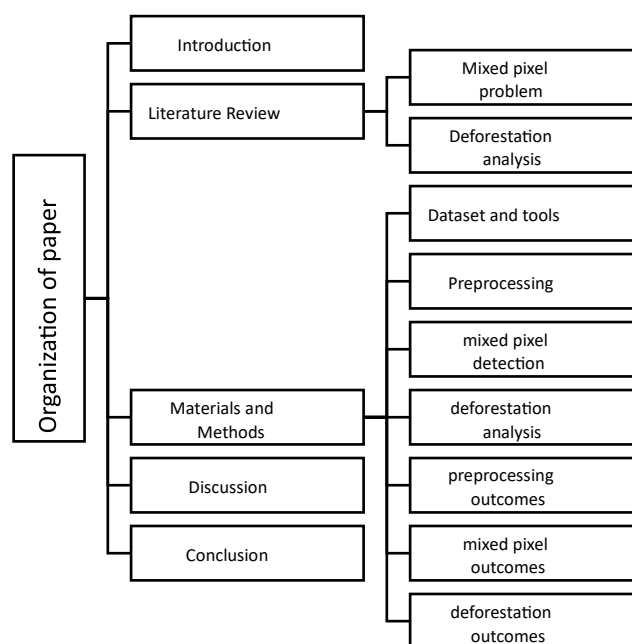 Organization of paper
Introduction
Literature Review
Mixed pixel
problem
Deforestation
analysis
Materials and
Methods
Dataset and tools
Preprocessing
mixed pixel
detection
deforestation
analysis
preprocessing
outcomes
mixed pixel
outcomes
deforestation
outcomes
Discussion
Conclusion